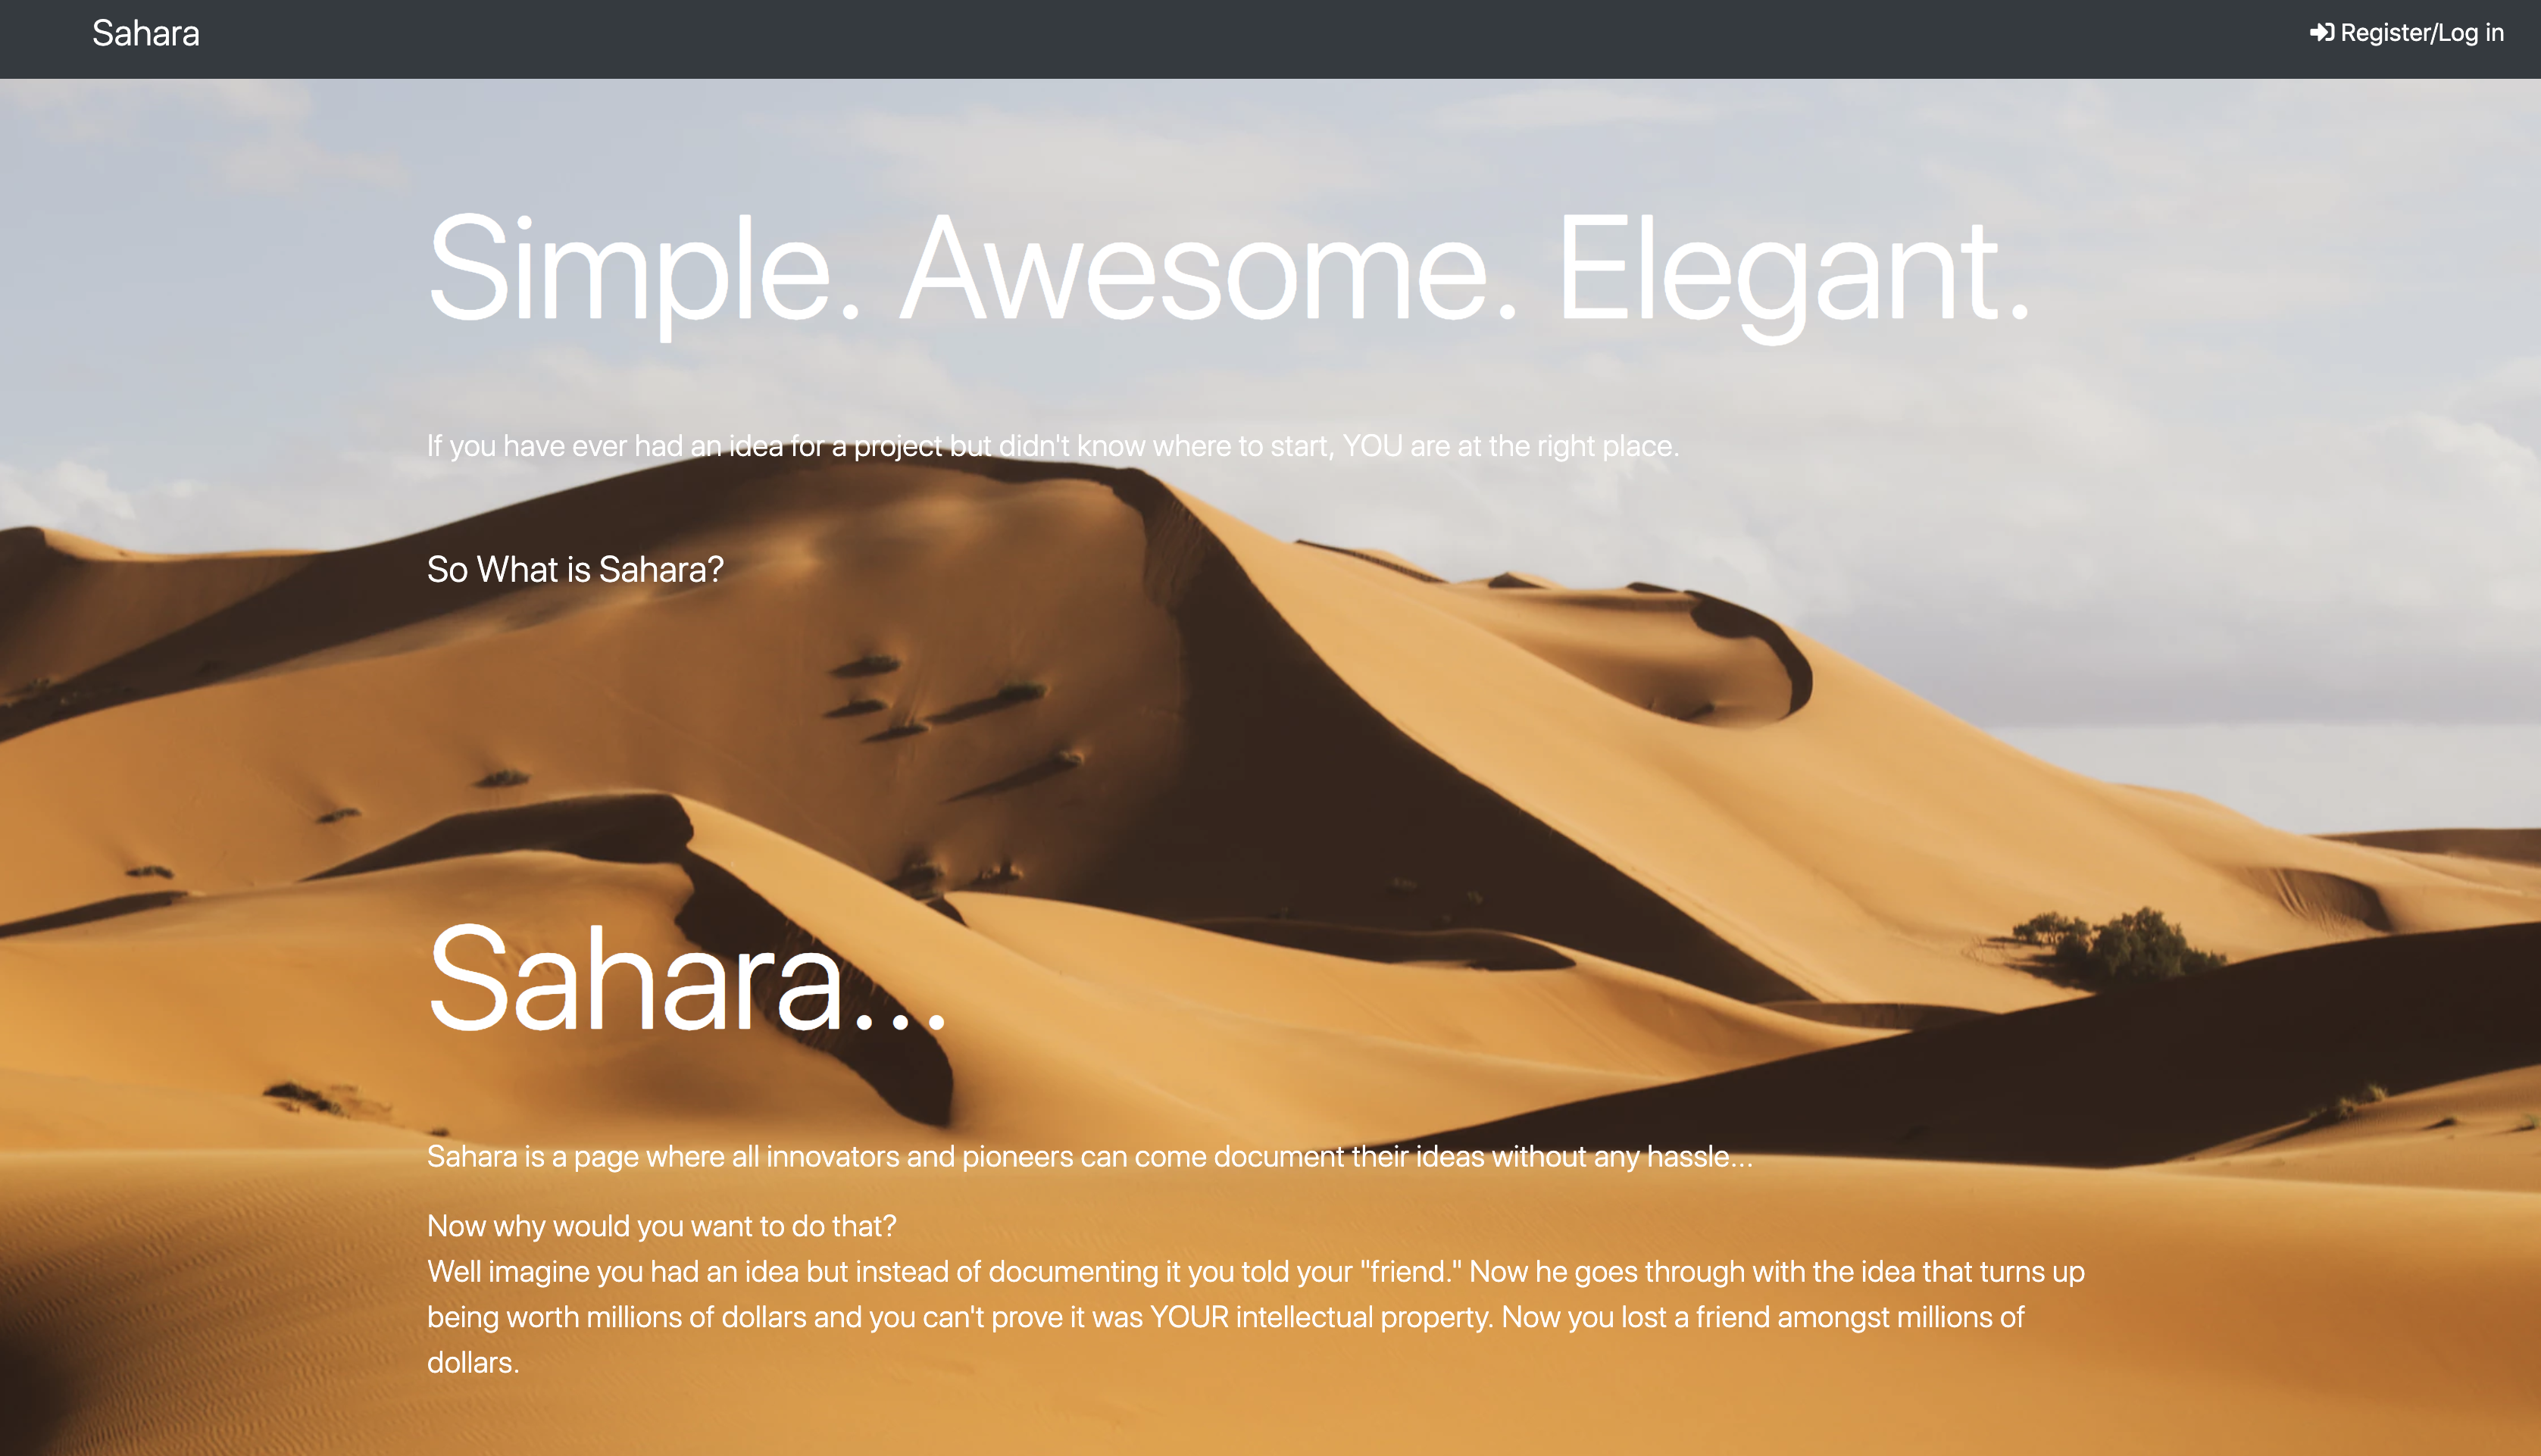 Sahara
Register/Log in
Simple. Awesome. Elegant.
If you have ever had an idea for a project but didn't know where to start, YOU are at the right place.
So What is Sahara?
Sahara...
Sahara is a page where all innovators and pioneers can come document their ideas without any hassle...
Now why would you want to do that?
Well imagine you had an idea but instead of documenting it you told your "friend." Now he goes through with the idea that turns up
being worth millions of dollars and you can't prove it was YOUR intellectual property. Now you lost a friend amongst millions of
dollars.